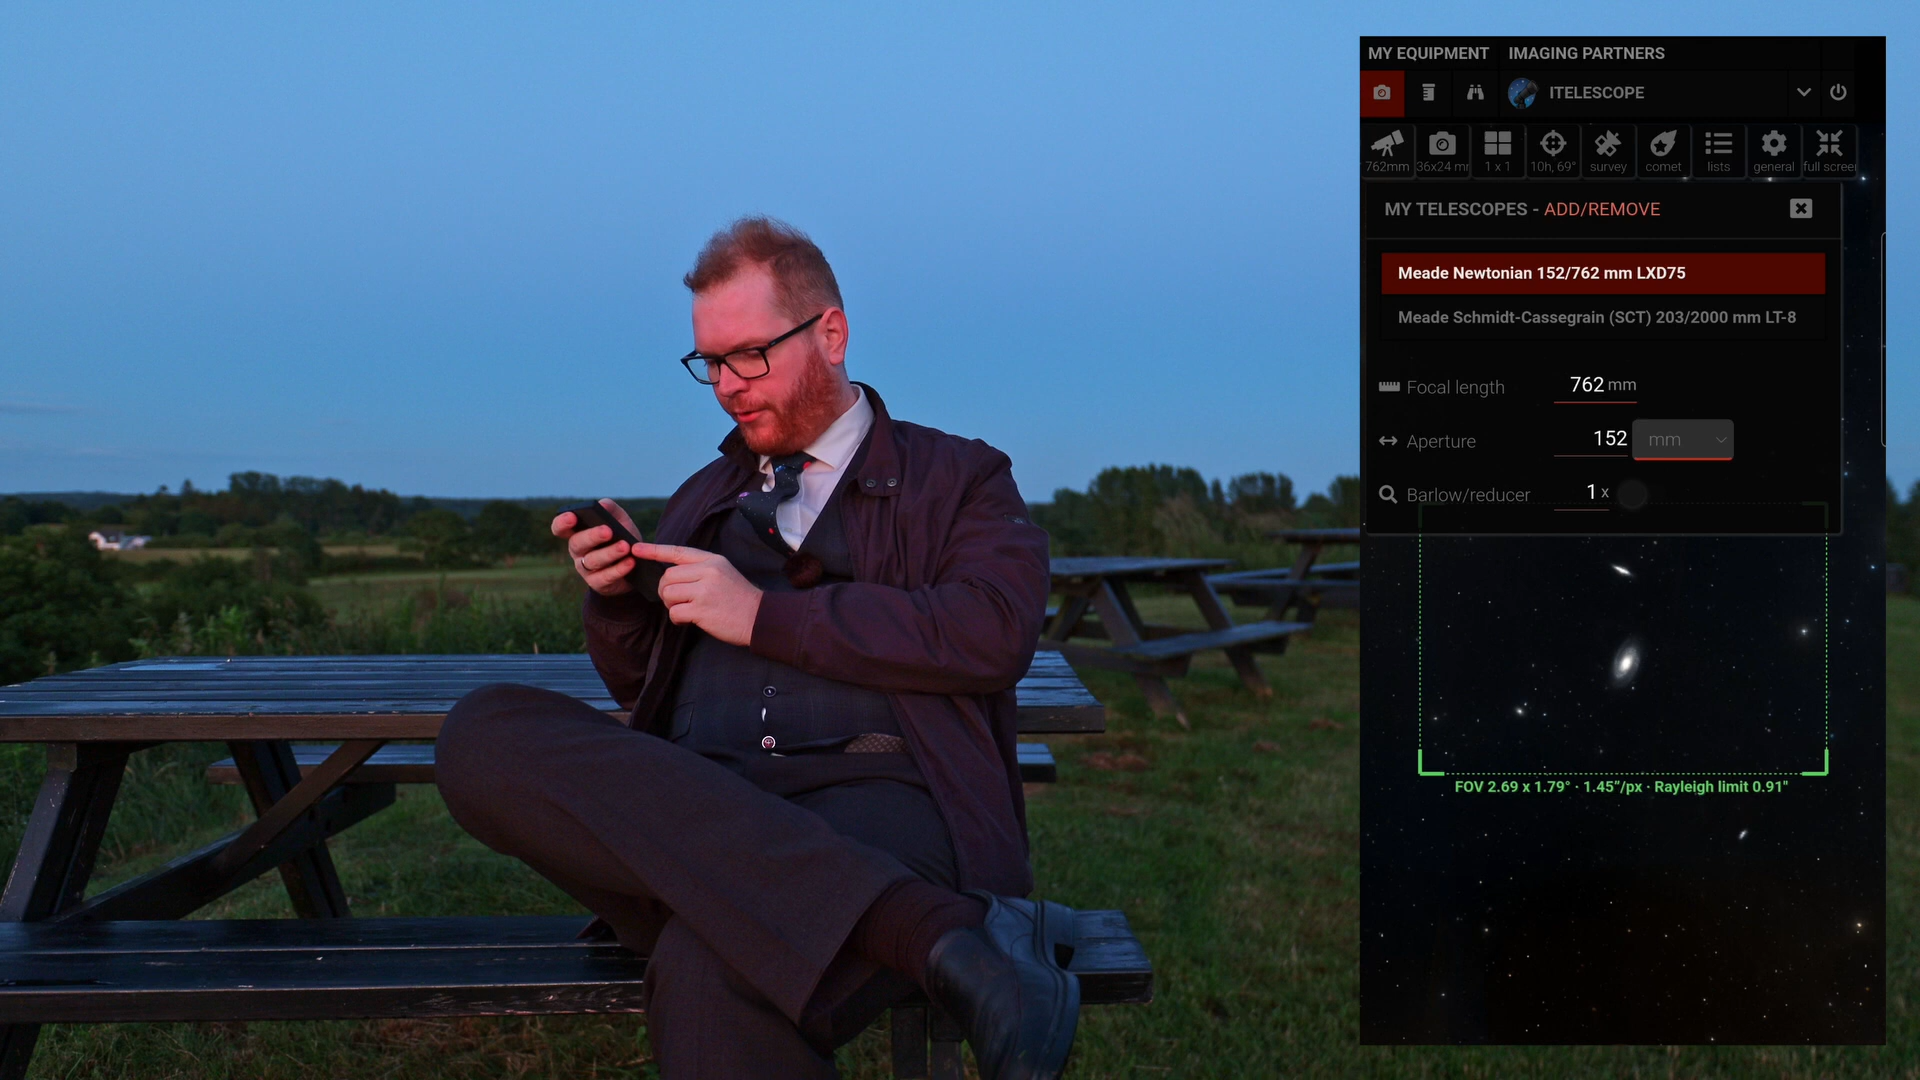 MY EQUIPMENT IMAGING PARTNERS
ITELESCOPE
762mm 36x24 mr 1 x 1 10h, 69° survey comet lists general full scree
MY TELESCOPES - ADD/REMOVE
Meade Newtonian 152/762 mm LXD75
Meade Schmidt-Cassegrain (SCT) 203/2000 mm LT-8
Focal length 762 mm
Aperture 152 mm
Barlow/reducer 1 x
FOV 2.69 x 1.79° · 1.45"/px · Rayleigh limit 0.91"